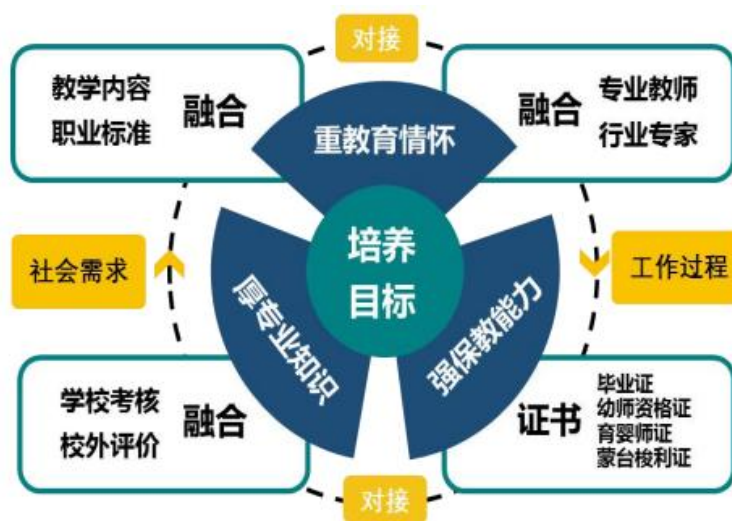 对接
教学内容
职业标准
融合
融合
专业教师
行业专家
重教育情怀
培养
目标
厚专业知识
强保教能力
社会需求
工作过程
学校考核
校外评价
融合
证书
毕业证
幼师资格证
育婴师证
蒙台梭利证
对接